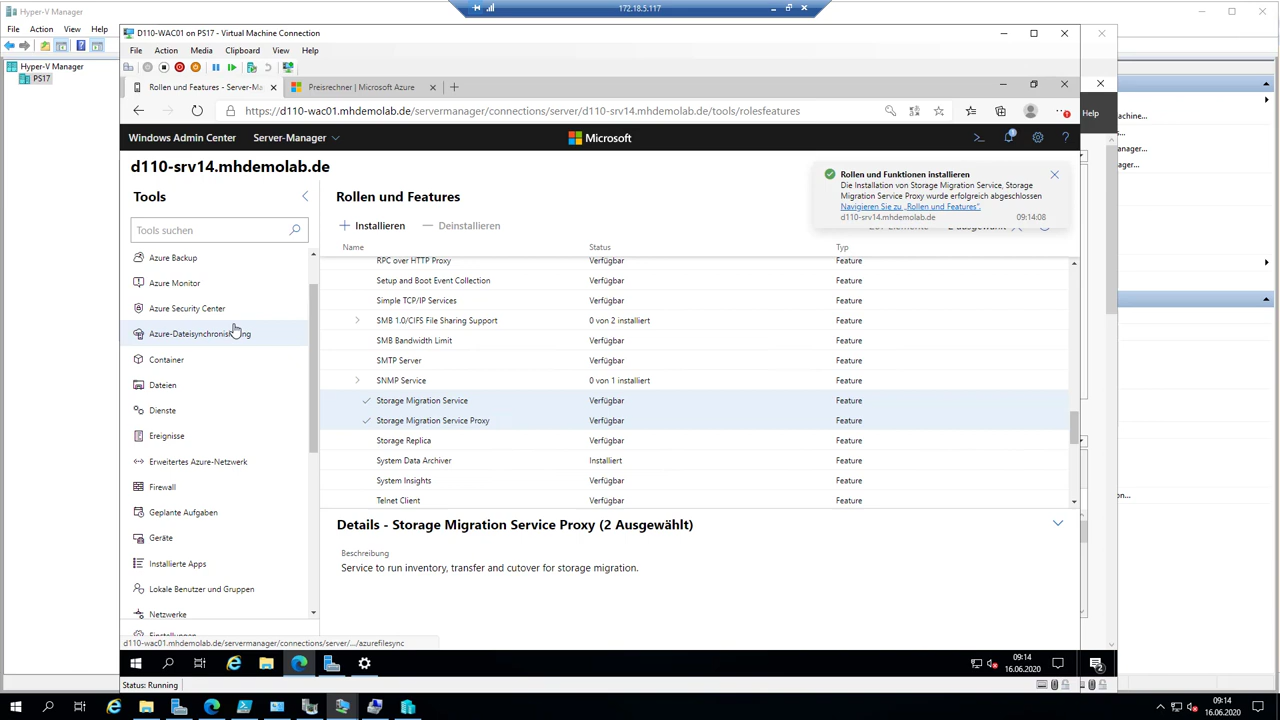 Hyper-V Manager
172.18.5.117
File Action View Help
Hyper-V Manager
PS17
D110-WAC01 on PS17 - Virtual Machine Connection
File Action Media Clipboard View Help
Rollen und Features - Server-Ma
Preisrechner | Microsoft Azure
https://d110-wac01.mhdemolab.de/servermanager/connections/server/d110-srv14.mhdemolab.de/tools/rolesfeatures
Help
Windows Admin Center
Server-Manager
Microsoft
d110-srv14.mhdemolab.de
Tools
Tools suchen
Azure Backup
Azure Monitor
Azure Security Center
Azure-Dateisynchronisierung
Container
Dateien
Dienste
Ereignisse
Erweitertes Azure-Netzwerk
Firewall
Geplante Aufgaben
Geräte
Installierte Apps
Lokale Benutzer und Gruppen
Netzwerke
Einstellungen
Rollen und Features
Installieren
Deinstallieren
Rollen und Funktionen installieren
Die Installation von Storage Migration Service, Storage
Migration Service Proxy wurde erfolgreich abgeschlossen
Navigieren Sie zu „Rollen und Features“.
d110-srv14.mhdemolab.de 09:14:08
Name Status Typ
RPC over HTTP Proxy Verfügbar Feature
Setup and Boot Event Collection Verfügbar Feature
Simple TCP/IP Services Verfügbar Feature
SMB 1.0/CIFS File Sharing Support 0 von 2 installiert Feature
SMB Bandwidth Limit Verfügbar Feature
SMTP Server Verfügbar Feature
SNMP Service 0 von 1 installiert Feature
Storage Migration Service Verfügbar Feature
Storage Migration Service Proxy Verfügbar Feature
Storage Replica Verfügbar Feature
System Data Archiver Installiert Feature
System Insights Verfügbar Feature
Telnet Client Verfügbar Feature
Details - Storage Migration Service Proxy (2 Ausgewählt)
Beschreibung
Service to run inventory, transfer and cutover for storage migration.
d110-wac01.mhdemolab.de/servermanager/connections/server/.../azurefilesync
09:14
16.06.2020
2
Status: Running
09:14
16.06.2020